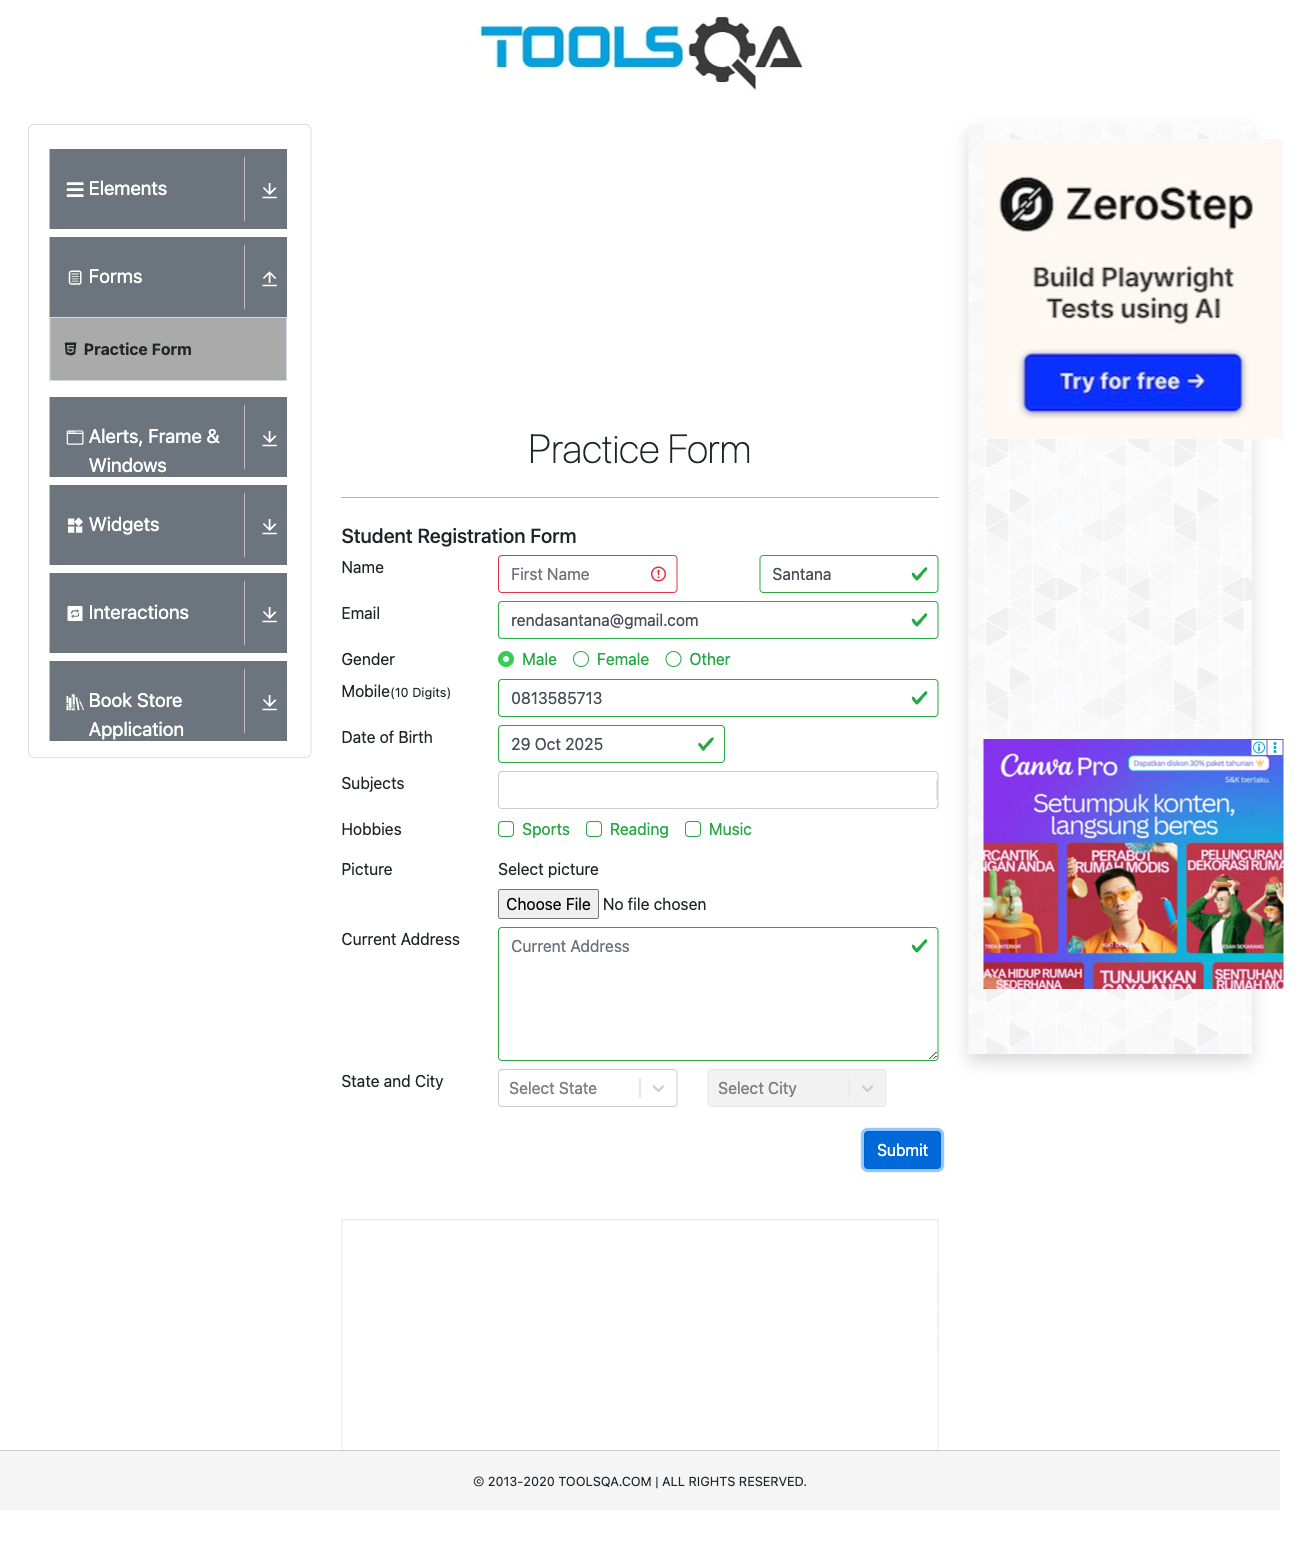 TOOLSQA
Elements
Forms
Practice Form
Alerts, Frame &
Windows
Widgets
Interactions
Book Store
Application
Practice Form
Student Registration Form
Name
First Name
Santana
Email
rendasantana@gmail.com
Gender
Male
Female
Other
Mobile(10 Digits)
0813585713
Date of Birth
29 Oct 2025
Subjects
Hobbies
Sports
Reading
Music
Picture
Select picture
Choose File No file chosen
Current Address
Current Address
State and City
Select State
Select City
Submit
ZeroStep
Build Playwright
Tests using AI
Try for free →
Canva Pro
Dapatkan diskon 30% paket tahunan
S&K berlaku.
Setumpuk konten,
langsung beres
RCANTIK
NGAN ANDA
PERABOT
RUMAH MODIS
PELUNCURAN
DEKORASI RUMA
AYA HIDUP RUMAH
SEDERHANA
TUNJUKKAN
GAYA ANDA
SENTUHAN
RUMAH MO
© 2013-2020 TOOLSQA.COM | ALL RIGHTS RESERVED.